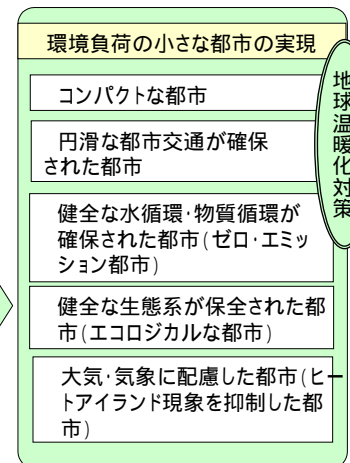 環境負荷の小さな都市の実現
コンパクトな都市
円滑な都市交通が確保
された都市
健全な水循環・物質循環が
確保された都市(ゼロ・エミッ
ション都市)
健全な生態系が保全された都
市(エコロジカルな都市)
大気・気象に配慮した都市(ヒー
トアイランド現象を抑制した都
市)
地球温暖化対策